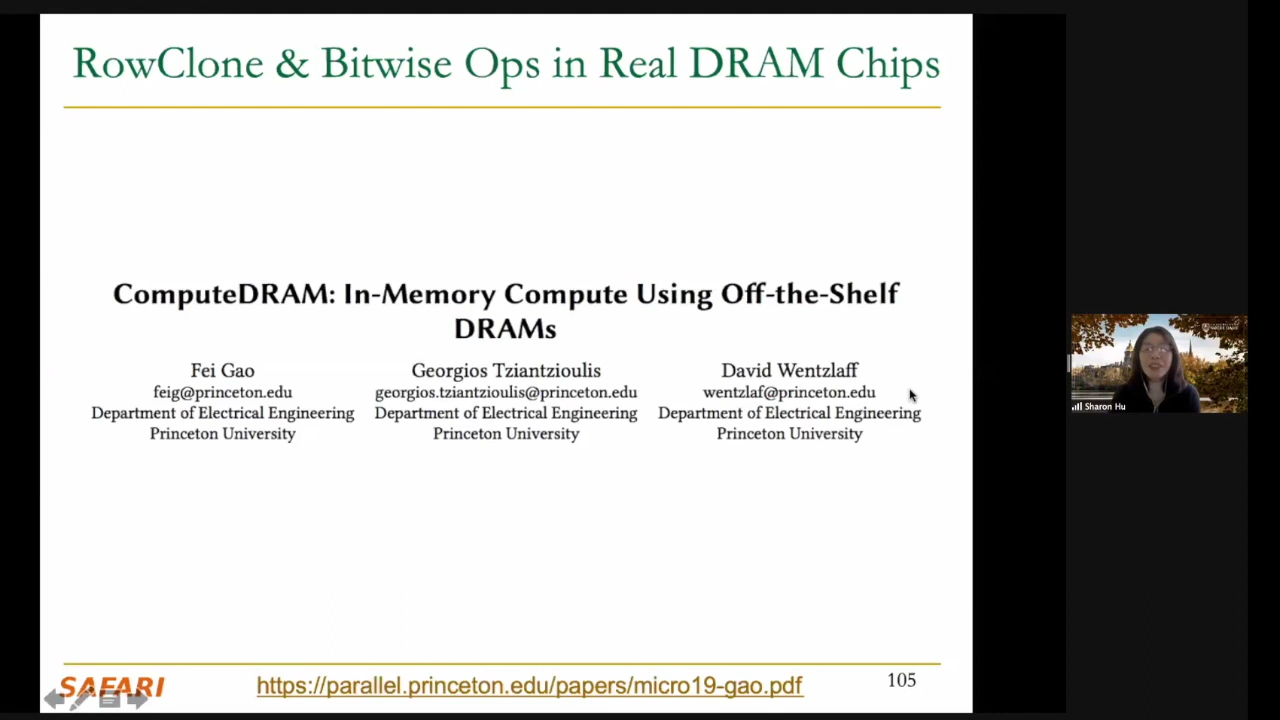 RowClone & Bitwise Ops in Real DRAM Chips
ComputeDRAM: In-Memory Compute Using Off-the-Shelf
DRAMs
Fei Gao
feig@princeton.edu
Department of Electrical Engineering
Princeton University
Georgios Tziantzioulis
georgios.tziantzioulis@princeton.edu
Department of Electrical Engineering
Princeton University
David Wentzlaff
wentzlaf@princeton.edu
Department of Electrical Engineering
Princeton University
SAFARI
https://parallel.princeton.edu/papers/micro19-gao.pdf
105
Sharon Hu